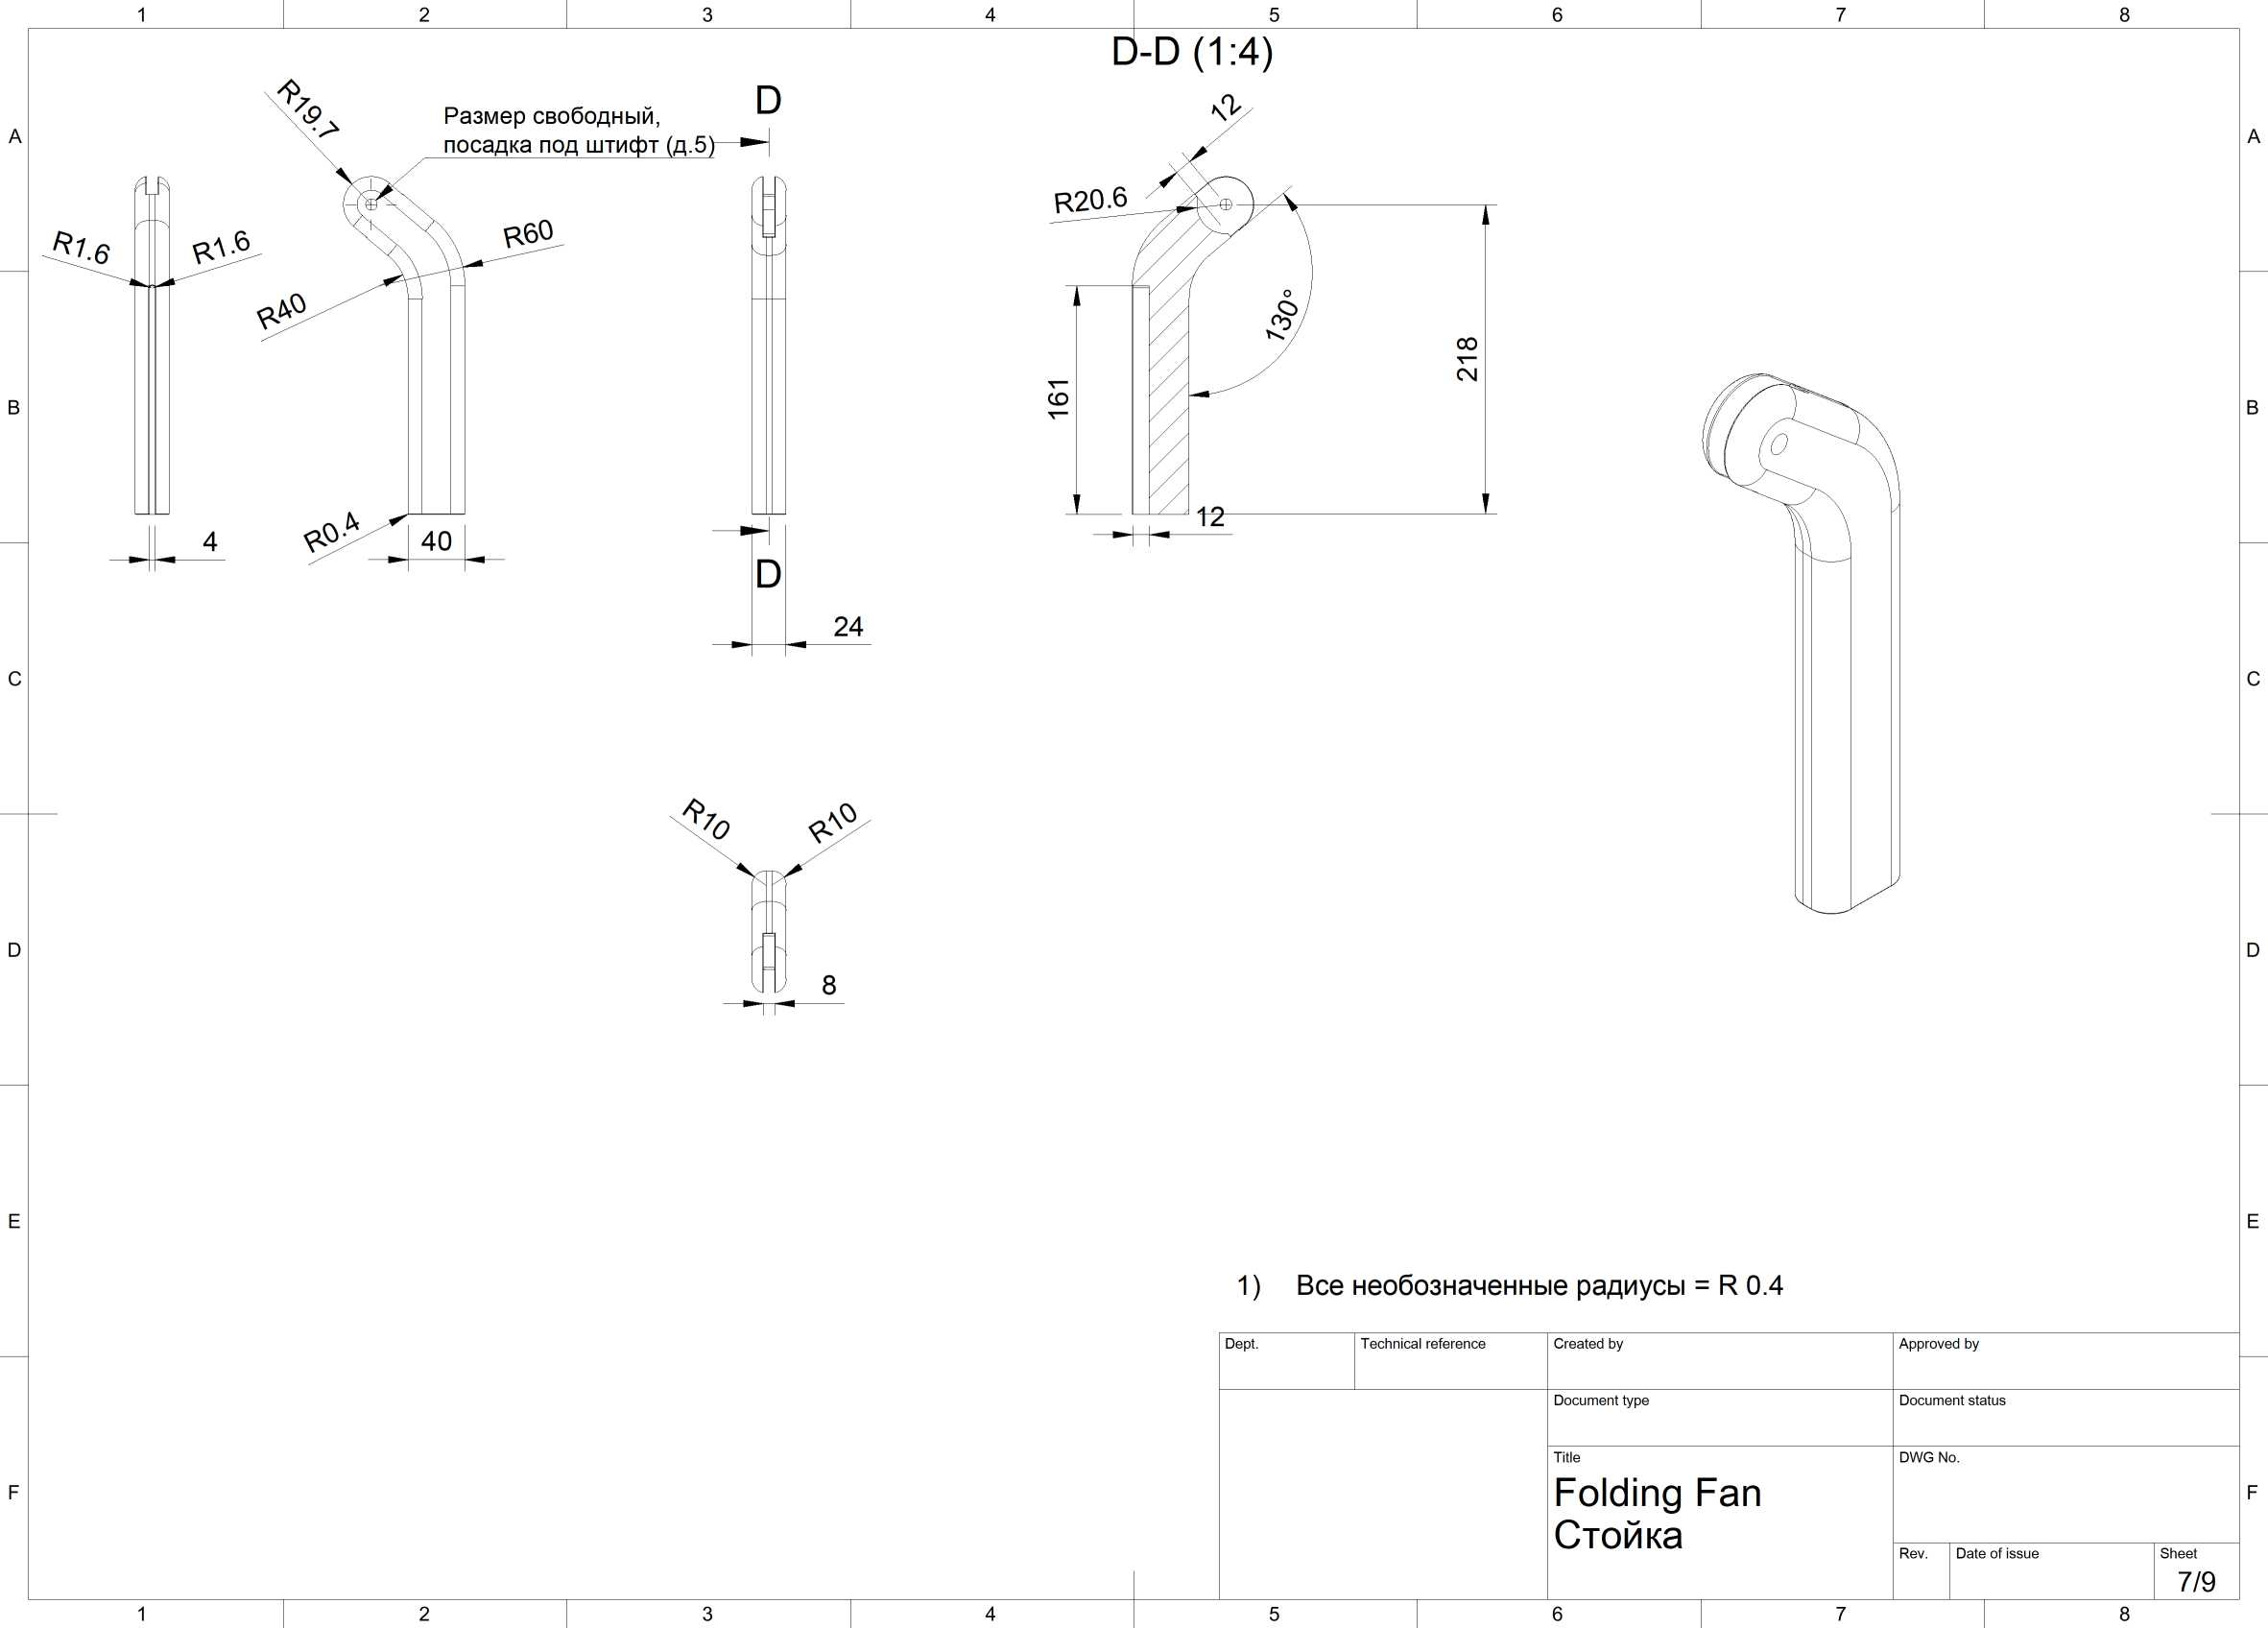 1 2 3 4 5 6 7 8
D-D (1:4)
A A
B B
C C
D D
E E
F F
R19.7
Размер свободный,
посадка под штифт (д.5)
D
12
R20.6
R1.6
R1.6
R60
R40
130°
218
161
R0.4
4
40
12
D
24
R10
R10
8
1) Все необозначенные радиусы = R 0.4
Dept. Technical reference Created by Approved by
Document type Document status
Title DWG No.
Folding Fan
Стойка
Rev. Date of issue Sheet
7/9
1 2 3 4 5 6 7 8